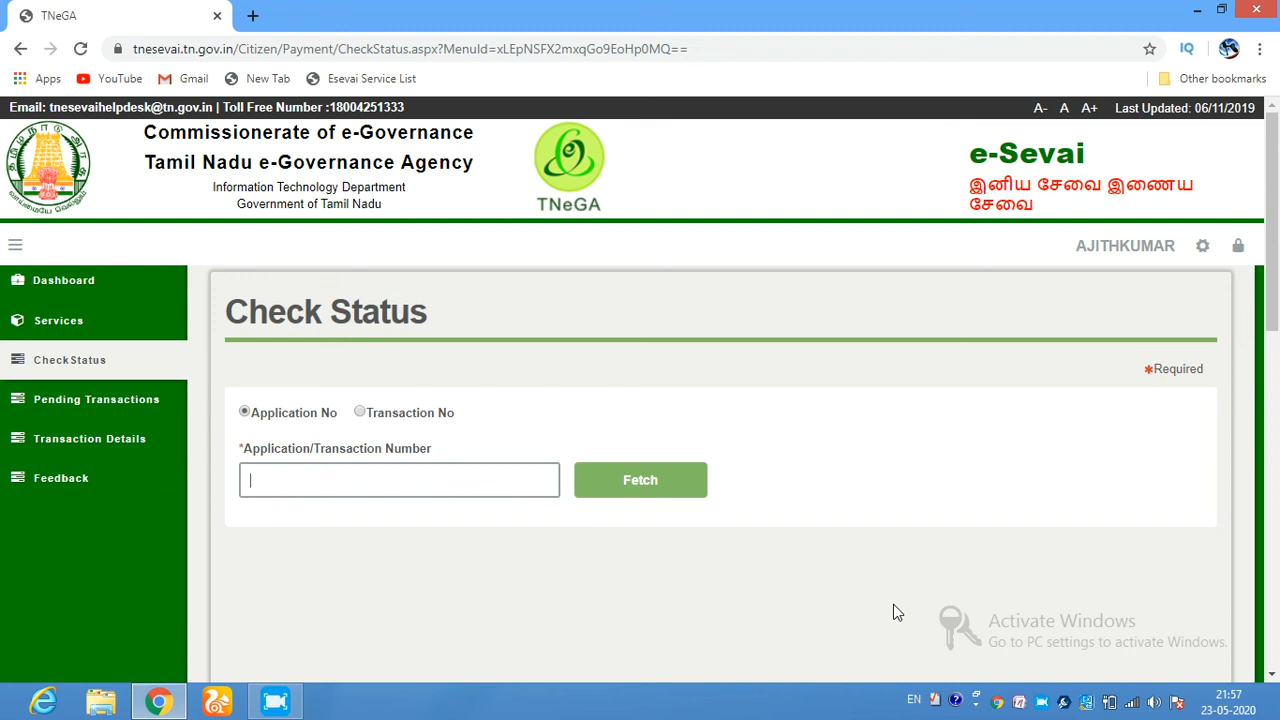 TNeGA
tnesevai.tn.gov.in/Citizen/Payment/CheckStatus.aspx?MenuId=xLEpNSFX2mxqGo9EoHp0MQ==
IQ
Apps YouTube Gmail New Tab Esevai Service List Other bookmarks
Email: tnesevaihelpdesk@tn.gov.in | Toll Free Number :18004251333 A- A A+ Last Updated: 06/11/2019
Commissionerate of e-Governance
Tamil Nadu e-Governance Agency
Information Technology Department
Government of Tamil Nadu
TNeGA
e-Sevai
இனிய சேவை இணைய
சேவை
AJITHKUMAR
Dashboard
Services
CheckStatus
Pending Transactions
Transaction Details
Feedback
Check Status
*Required
Application No Transaction No
*Application/Transaction Number
Fetch
Activate Windows
Go to PC settings to activate Windows.
EN
21:57
23-05-2020